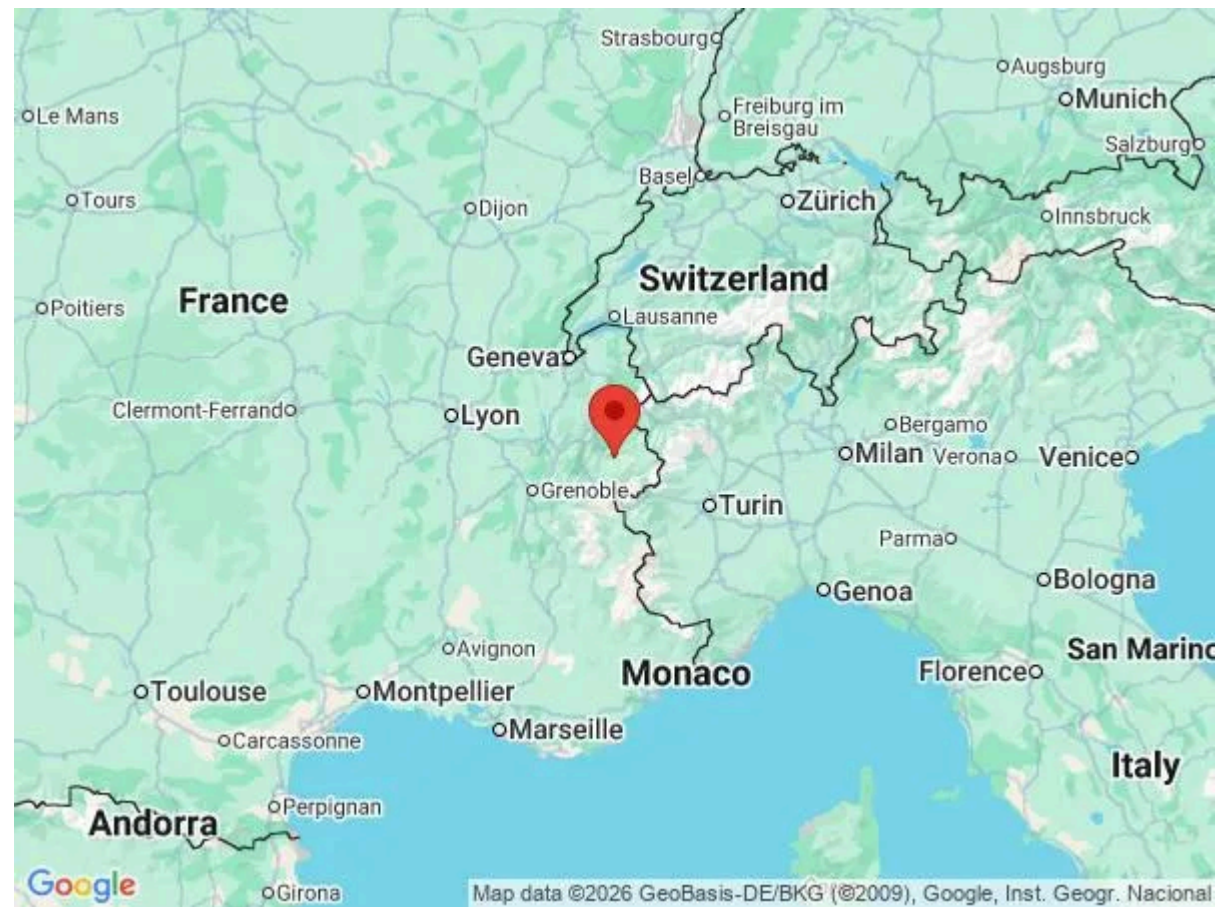 Strasbourg
Augsburg
Munich
Le Mans
Freiburg im
Breisgau
Salzburg
Basel
Tours
Zürich
Dijon
Innsbruck
Switzerland
France
Poitiers
Lausanne
Geneva
Clermont-Ferrand
Lyon
Bergamo
Milan
Verona
Venice
Grenoble
Turin
Parma
Bologna
Genoa
Avignon
San Marino
Monaco
Florence
Toulouse
Montpellier
Marseille
Carcassonne
Italy
Perpignan
Andorra
Google
Girona
Map data ©2026 GeoBasis-DE/BKG (©2009), Google, Inst. Geogr. Nacional